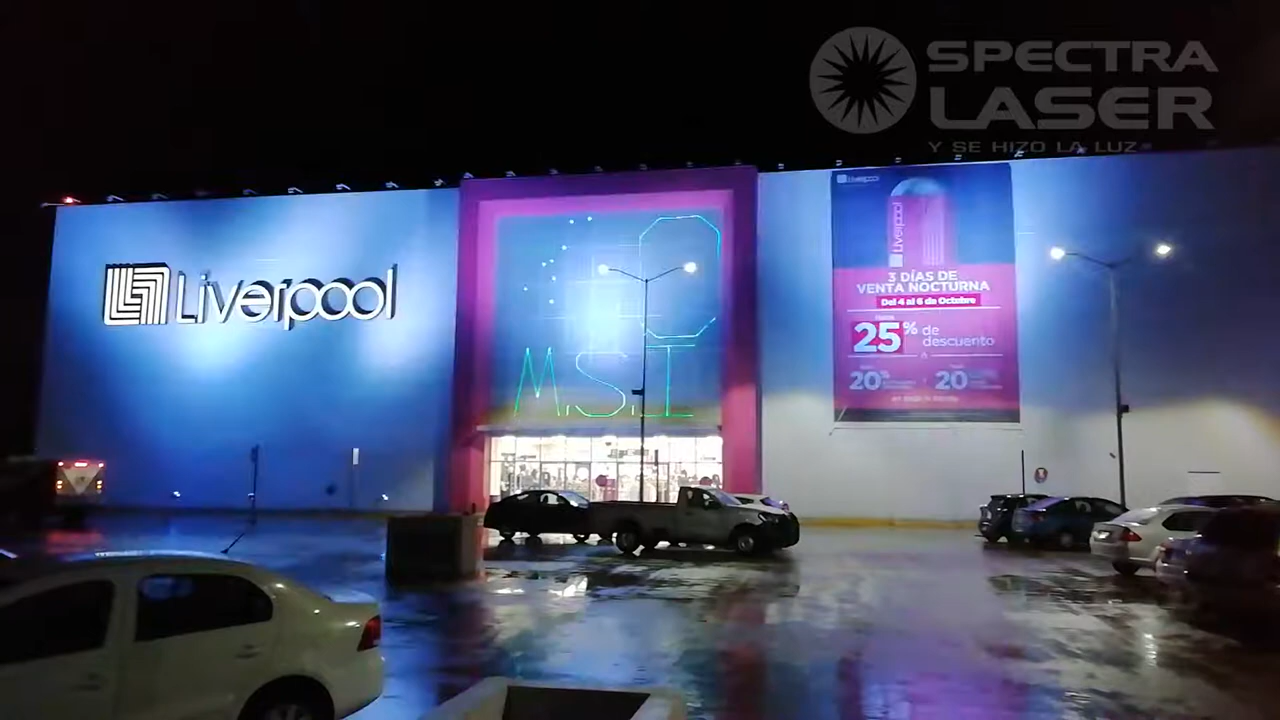 SPECTRA
LASER
Y SE HIZO LA LUZ
Liverpool
M.S.I
Liverpool
Liverpool
3 DÍAS DE
VENTA NOCTURNA
Del 4 al 6 de Octubre
25% de
descuento
20% 20